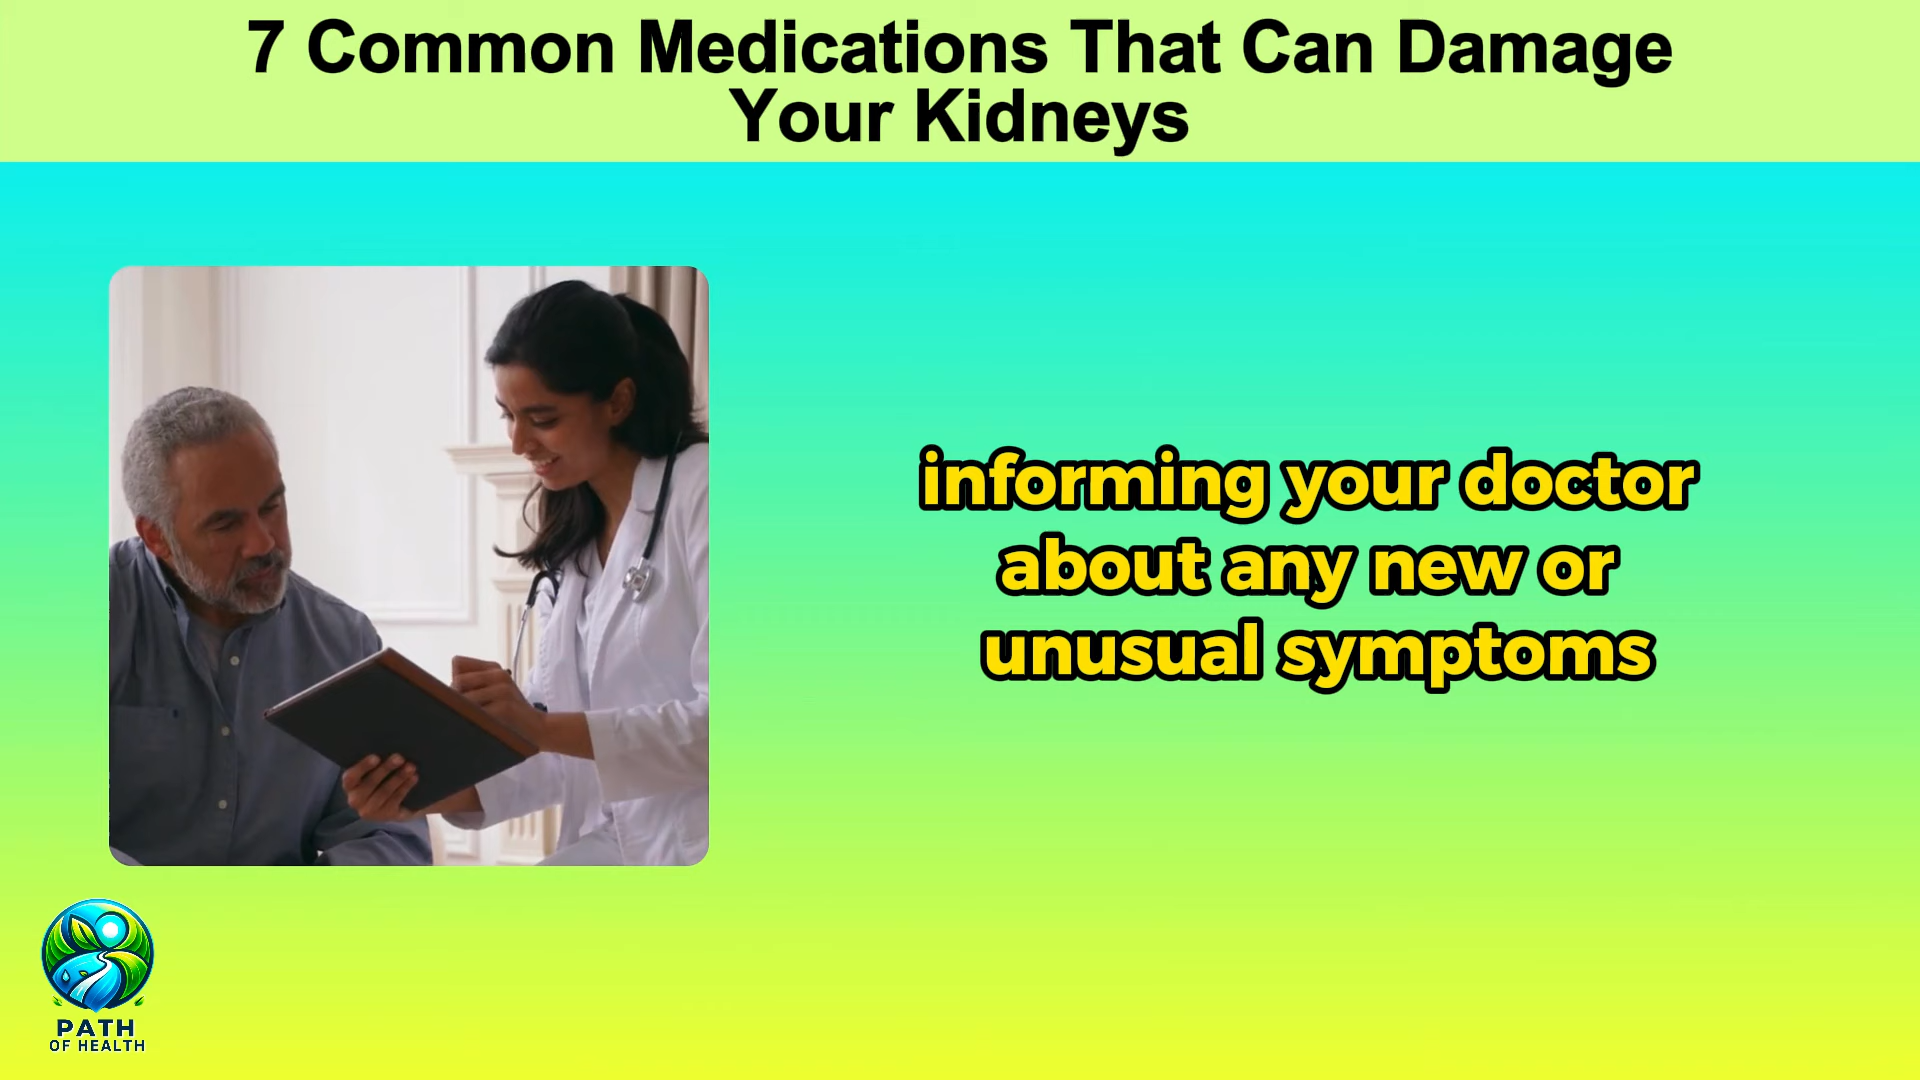 7 Common Medications That Can Damage
Your Kidneys
informing your doctor
about any new or
unusual symptoms
PATH
OF HEALTH